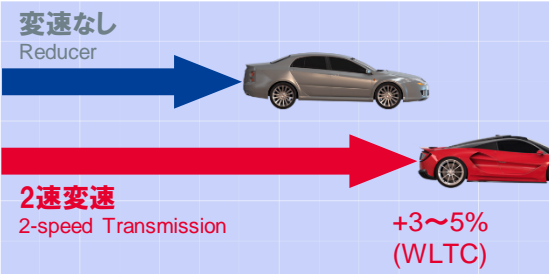 変速なし
Reducer
2速変速
2-speed Transmission
+3～5%
(WLTC)